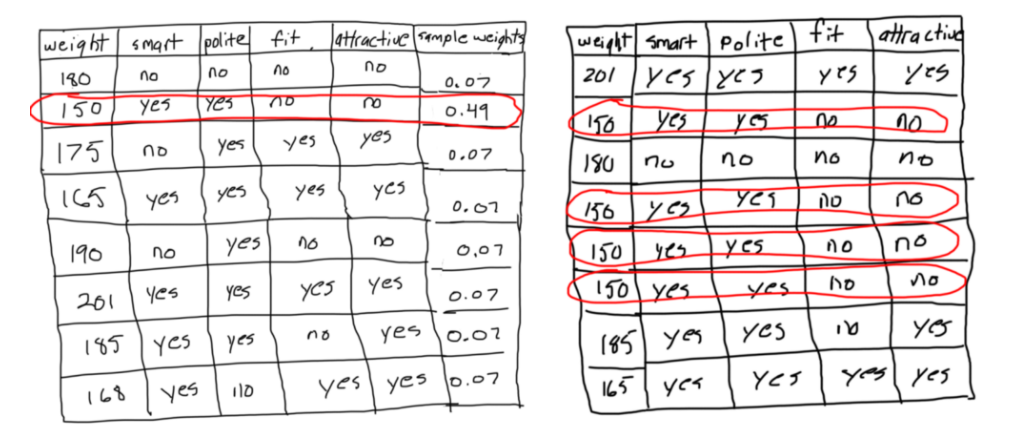 weight smart polite fit attractive sample weights
180 no no no no 0.07
150 yes yes no no 0.49
175 no yes yes yes 0.07
165 yes yes yes yes 0.07
190 no yes no no 0.07
201 yes yes yes yes 0.07
185 yes yes no yes 0.07
168 yes no yes yes 0.07
weight smart polite fit attractive
201 yes yes yes yes
150 yes yes no no
180 no no no no
150 yes yes no no
150 yes yes no no
150 yes yes no no
185 yes yes no yes
165 yes yes yes yes